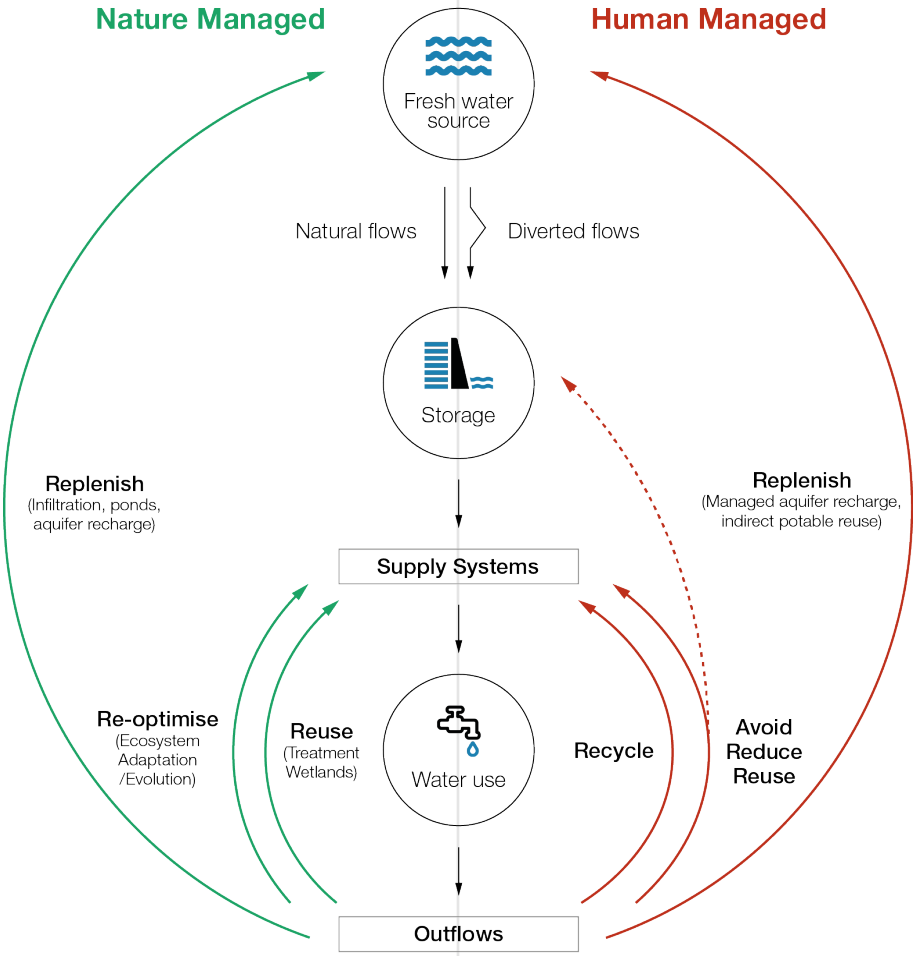 Nature Managed
Human Managed
Fresh water
source
Natural flows
Diverted flows
Storage
Replenish
(Infiltration, ponds,
aquifer recharge)
Replenish
(Managed aquifer recharge,
indirect potable reuse)
Supply Systems
Re-optimise
(Ecosystem
Adaptation
/Evolution)
Reuse
(Treatment
Wetlands)
Water use
Recycle
Avoid
Reduce
Reuse
Outflows